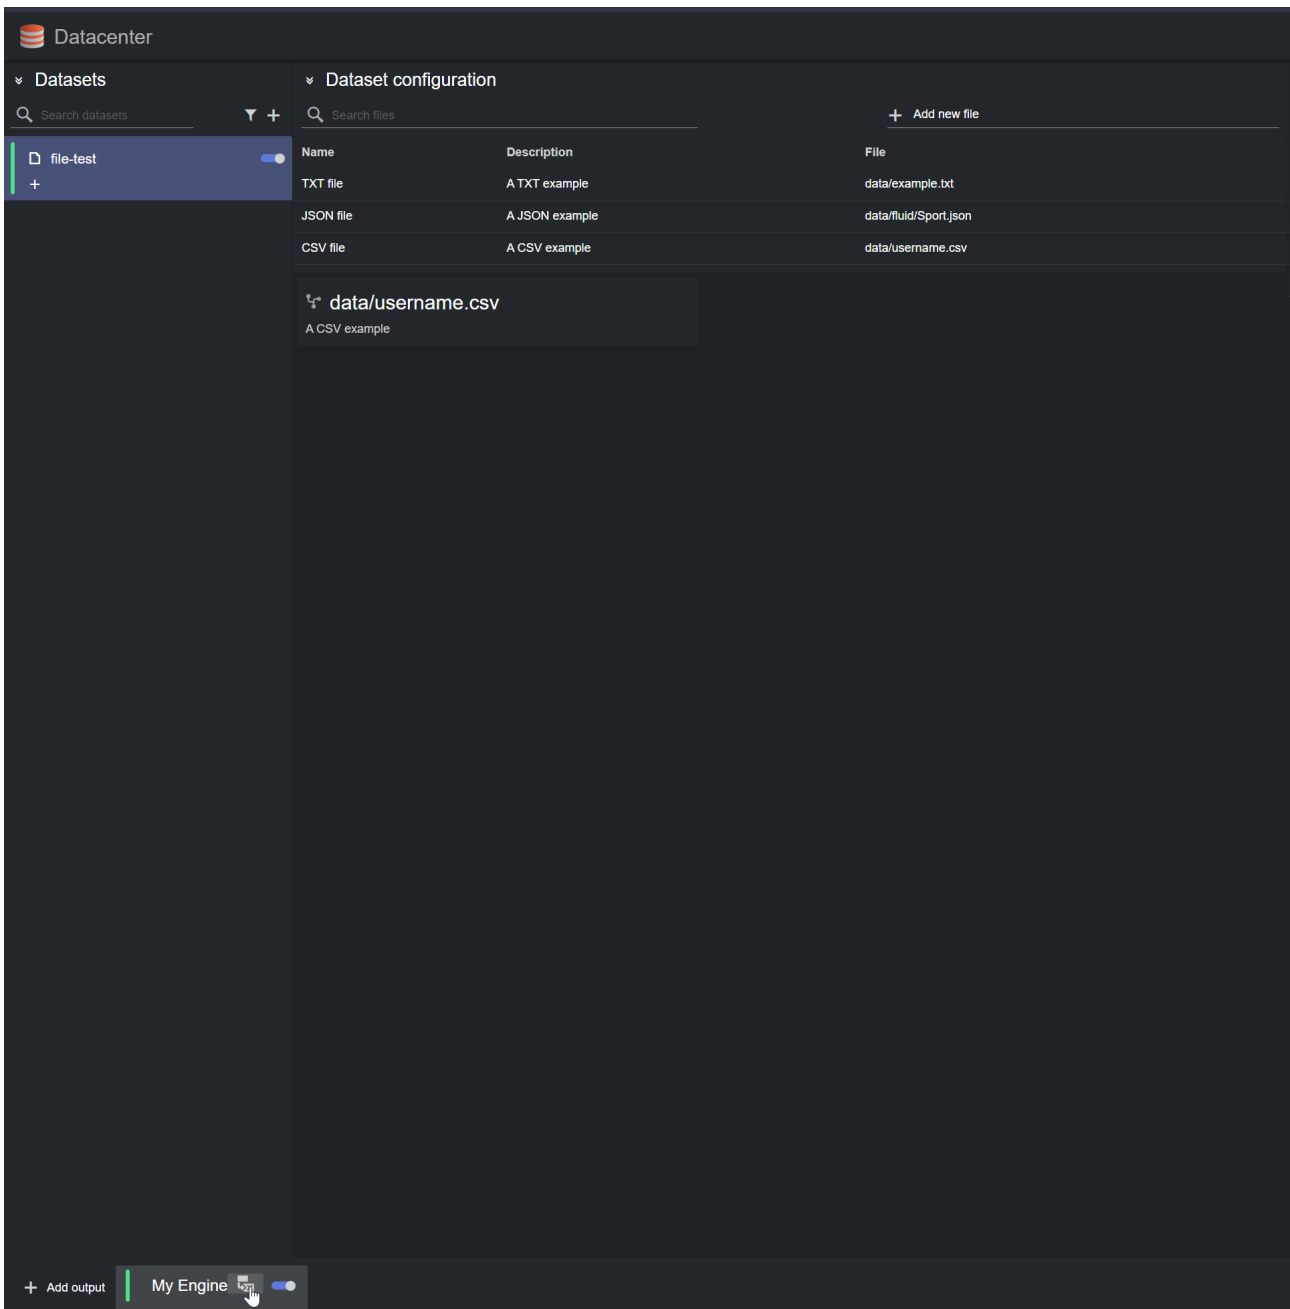 Datacenter
Datasets
Search datasets
file-test
Dataset configuration
Search files
Add new file
Name Description File
TXT file A TXT example data/example.txt
JSON file A JSON example data/fluid/Sport.json
CSV file A CSV example data/username.csv
data/username.csv
A CSV example
Add output
My Engine